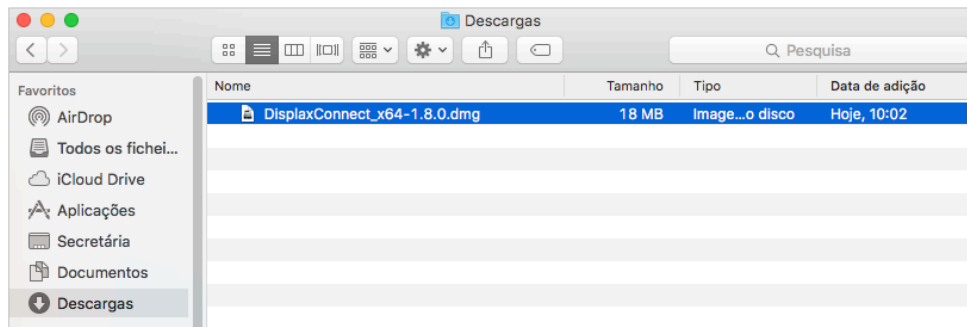 Descargas
Pesquisa
Favoritos
AirDrop
Todos os fichei...
iCloud Drive
Aplicações
Secretária
Documentos
Descargas
Nome Tamanho Tipo Data de adição
DisplaxConnect_x64-1.8.0.dmg 18 MB Image...o disco Hoje, 10:02